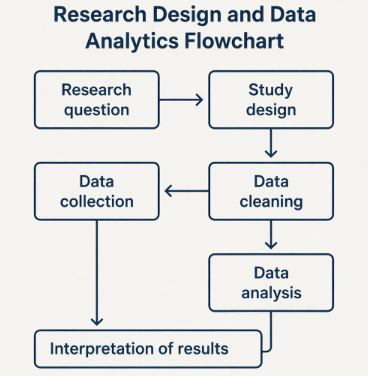 Research Design and Data
Analytics Flowchart
Research
question
Study
design
Data
collection
Data
cleaning
Data
analysis
Interpretation of results